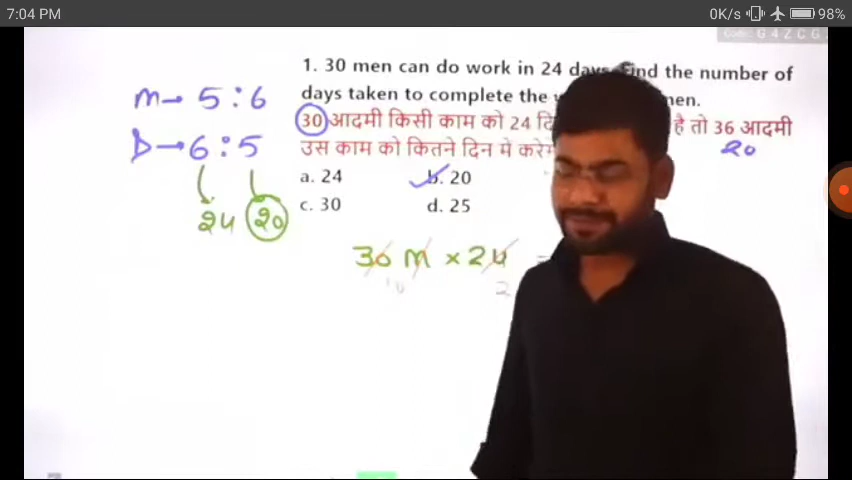 7:04 PM
0K/s 98%
1. 30 men can do work in 24 days. Find the number of
days taken to complete the men.
30 आदमी किसी काम को 24 है तो 36 आदमी
उस काम को कितने दिन में
20
a. 24
b. 20
c. 30
d. 25
m→ 5:6
D→6:5
24 20
30 m × 24 =